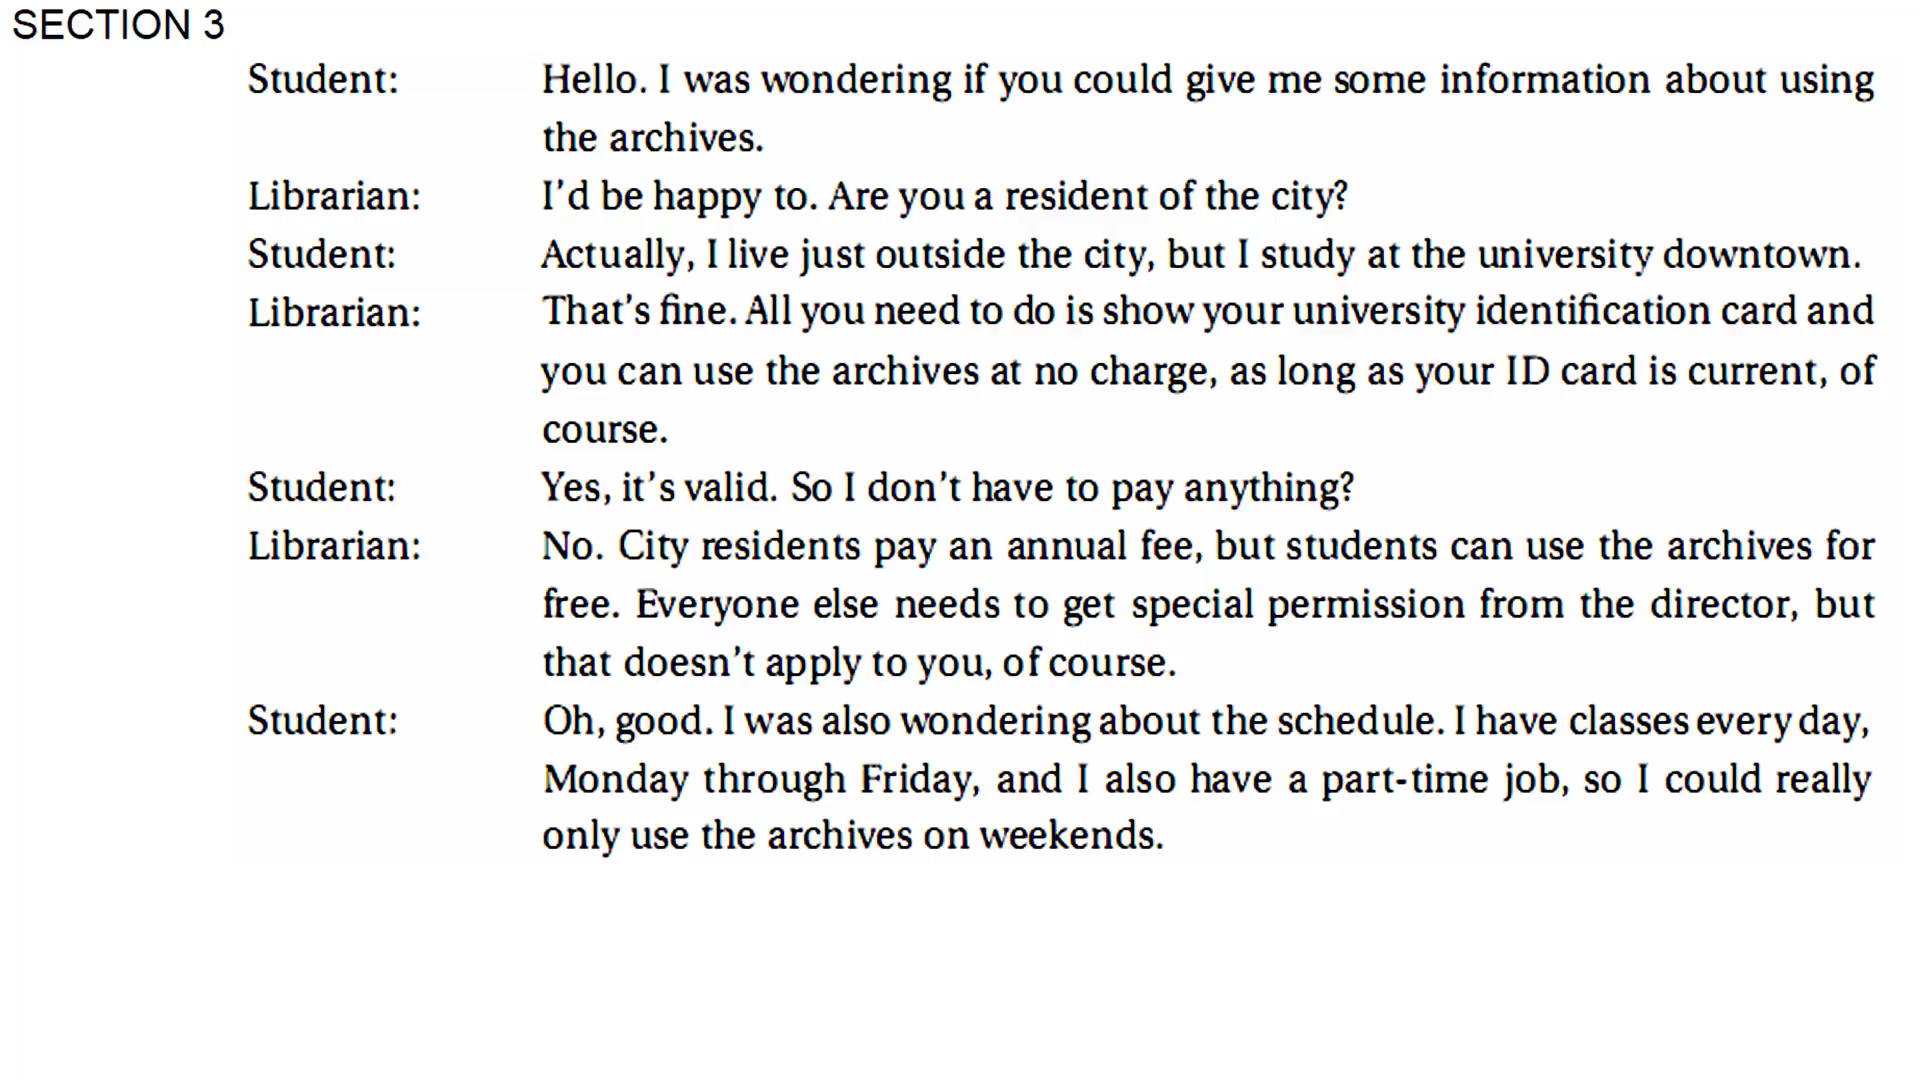 SECTION 3
Student: Hello. I was wondering if you could give me some information about using
the archives.
Librarian: I'd be happy to. Are you a resident of the city?
Student: Actually, I live just outside the city, but I study at the university downtown.
Librarian: That's fine. All you need to do is show your university identification card and
you can use the archives at no charge, as long as your ID card is current, of
course.
Student: Yes, it's valid. So I don't have to pay anything?
Librarian: No. City residents pay an annual fee, but students can use the archives for
free. Everyone else needs to get special permission from the director, but
that doesn't apply to you, of course.
Student: Oh, good. I was also wondering about the schedule. I have classes every day,
Monday through Friday, and I also have a part-time job, so I could really
only use the archives on weekends.